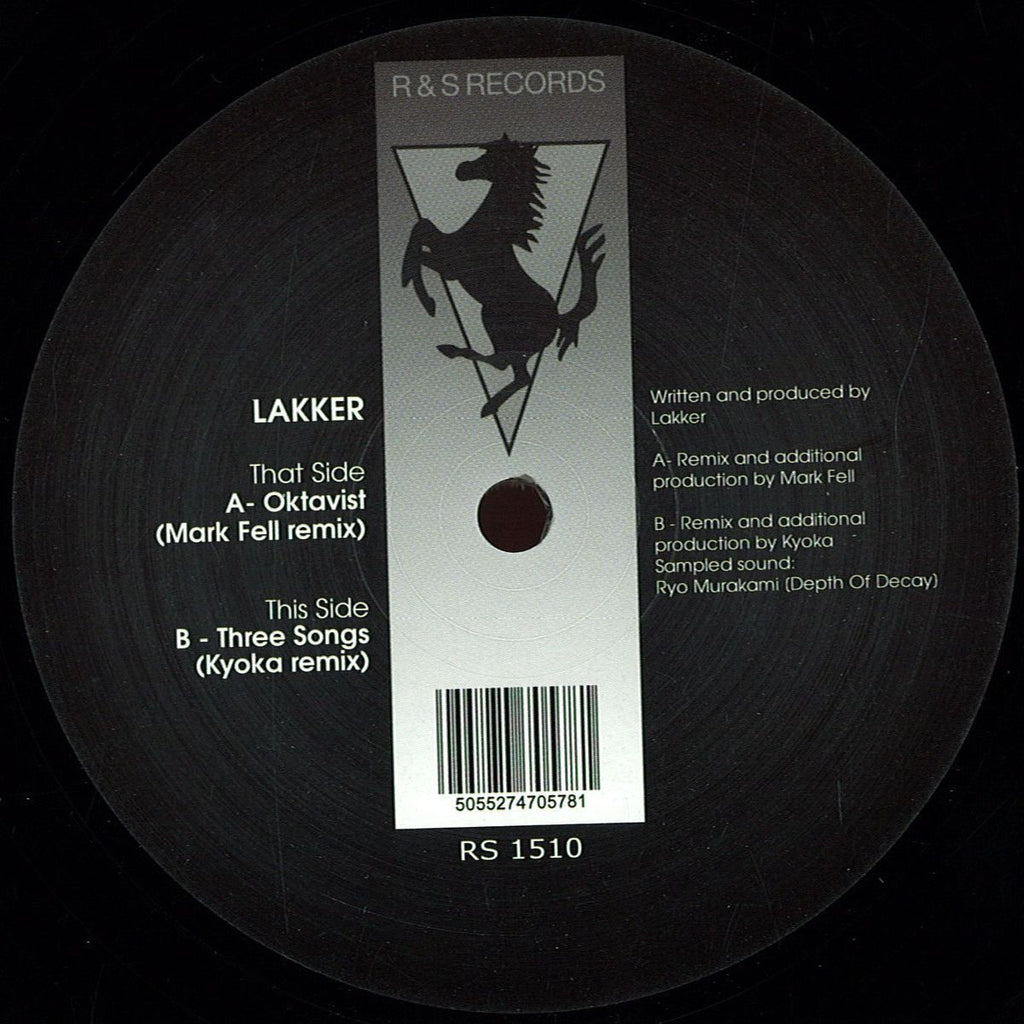 R & S RECORDS
LAKKER
That Side
A- Oktavist
(Mark Fell remix)
This Side
B - Three Songs
(Kyoka remix)
Written and produced by
Lakker
A- Remix and additional
production by Mark Fell
B - Remix and additional
production by Kyoka
Sampled sound:
Ryo Murakami (Depth Of Decay)
5055274705781
RS 1510